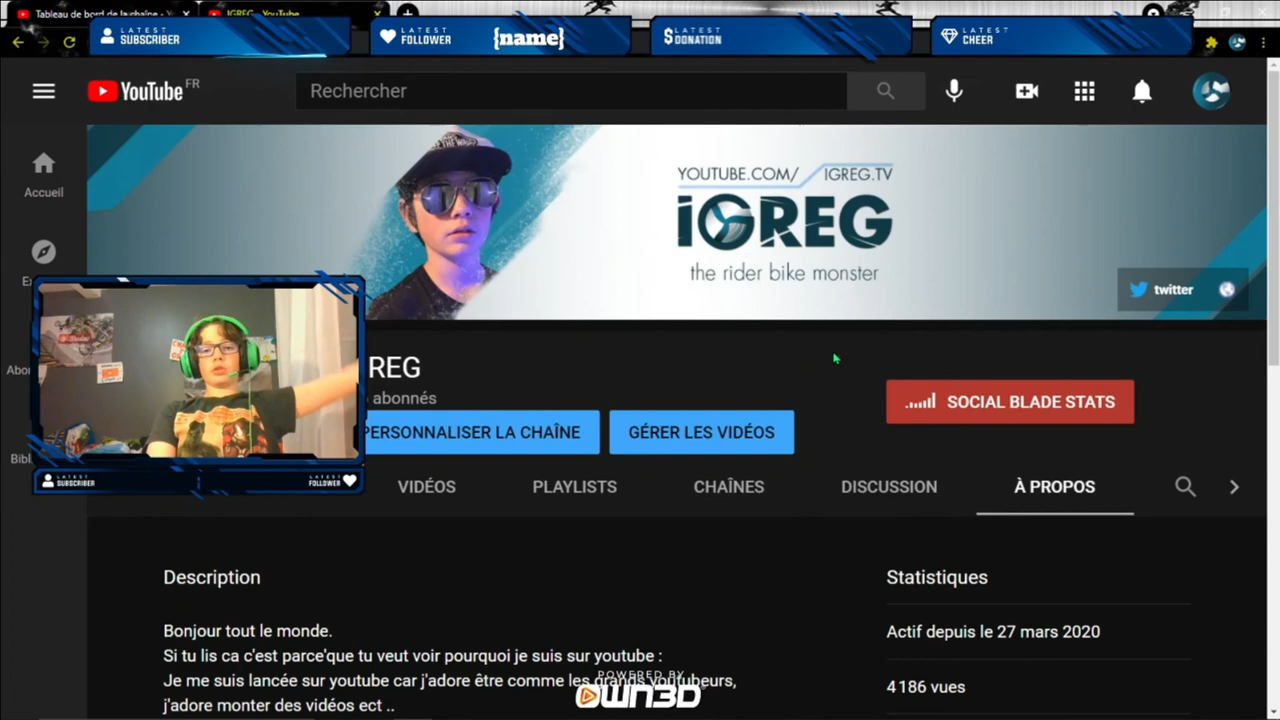 Tableau de bord de la chaîne - Y
IGREG - YouTube
LATEST
SUBSCRIBER
LATEST
FOLLOWER
{name}
LATEST
DONATION
LATEST
CHEER
YouTube FR
Rechercher
Accueil
YOUTUBE.COM/ IGREG.TV
iGREG
the rider bike monster
twitter
REG
abonnés
SOCIAL BLADE STATS
PERSONNALISER LA CHAÎNE
GÉRER LES VIDÉOS
LATEST
SUBSCRIBER
LATEST
FOLLOWER
VIDÉOS
PLAYLISTS
CHAÎNES
DISCUSSION
À PROPOS
Description
Bonjour tout le monde.
Si tu lis ca c'est parce'que tu veut voir pourquoi je suis sur youtube :
Je me suis lancée sur youtube car j'adore être comme les grands youtubeurs,
j'adore monter des vidéos ect ..
Statistiques
Actif depuis le 27 mars 2020
4 186 vues
POWERED BY
OWN3D